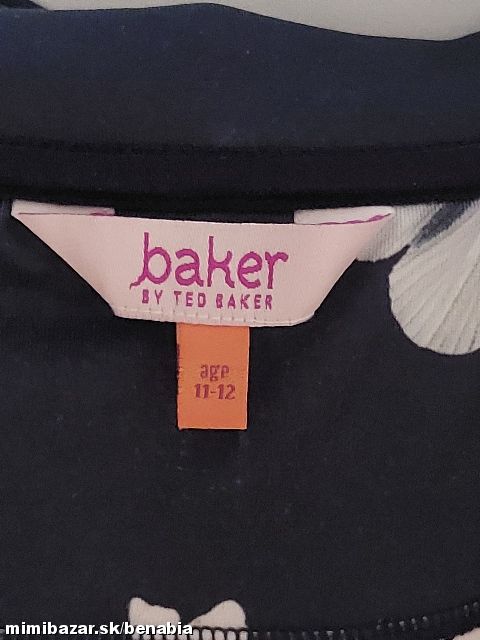 baker
BY TED BAKER
age
11-12
mimibazar.sk/benabia